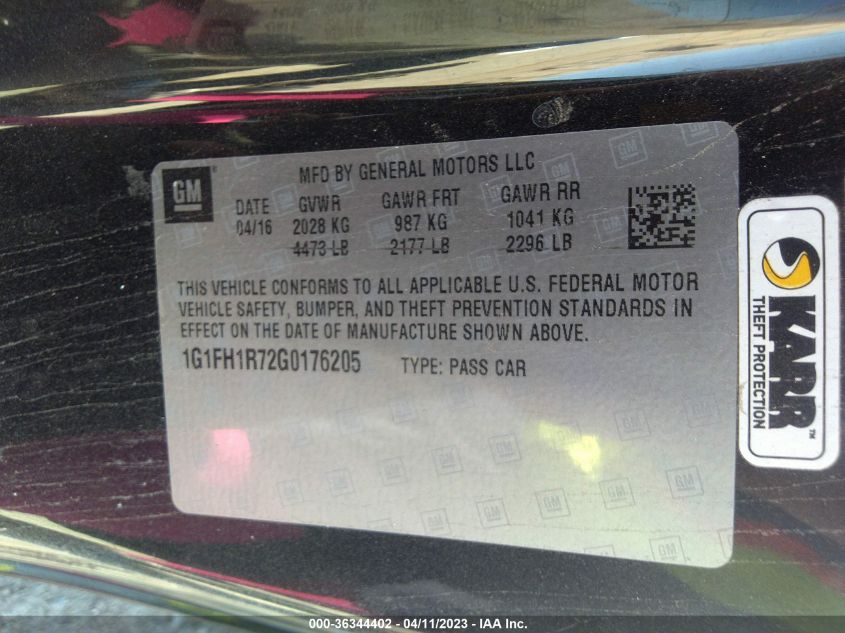 GM
MFD BY GENERAL MOTORS LLC
DATE GVWR GAWR FRT GAWR RR
04/16 2028 KG 987 KG 1041 KG
4473 LB 2177 LB 2296 LB
THIS VEHICLE CONFORMS TO ALL APPLICABLE U.S. FEDERAL MOTOR
VEHICLE SAFETY, BUMPER, AND THEFT PREVENTION STANDARDS IN
EFFECT ON THE DATE OF MANUFACTURE SHOWN ABOVE.
1G1FH1R72G0176205 TYPE: PASS CAR
KARR™
THEFT PROTECTION
000-36344402 - 04/11/2023 - IAA Inc.